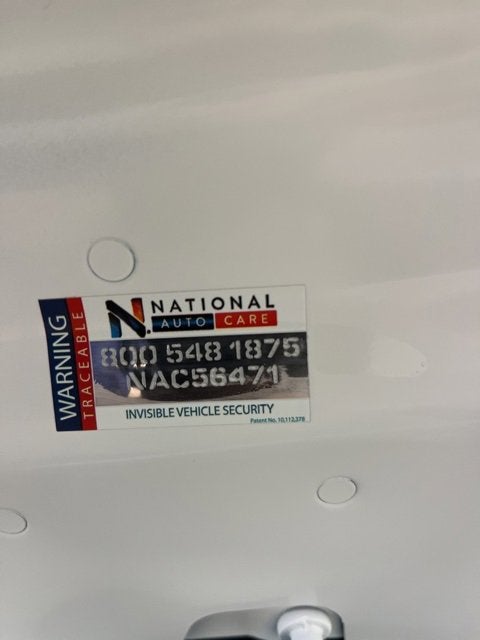 WARNING
TRACEABLE
N.
NATIONAL
AUTO CARE
800 548 1875
NAC56471
INVISIBLE VEHICLE SECURITY
Patent No. 10,112,378